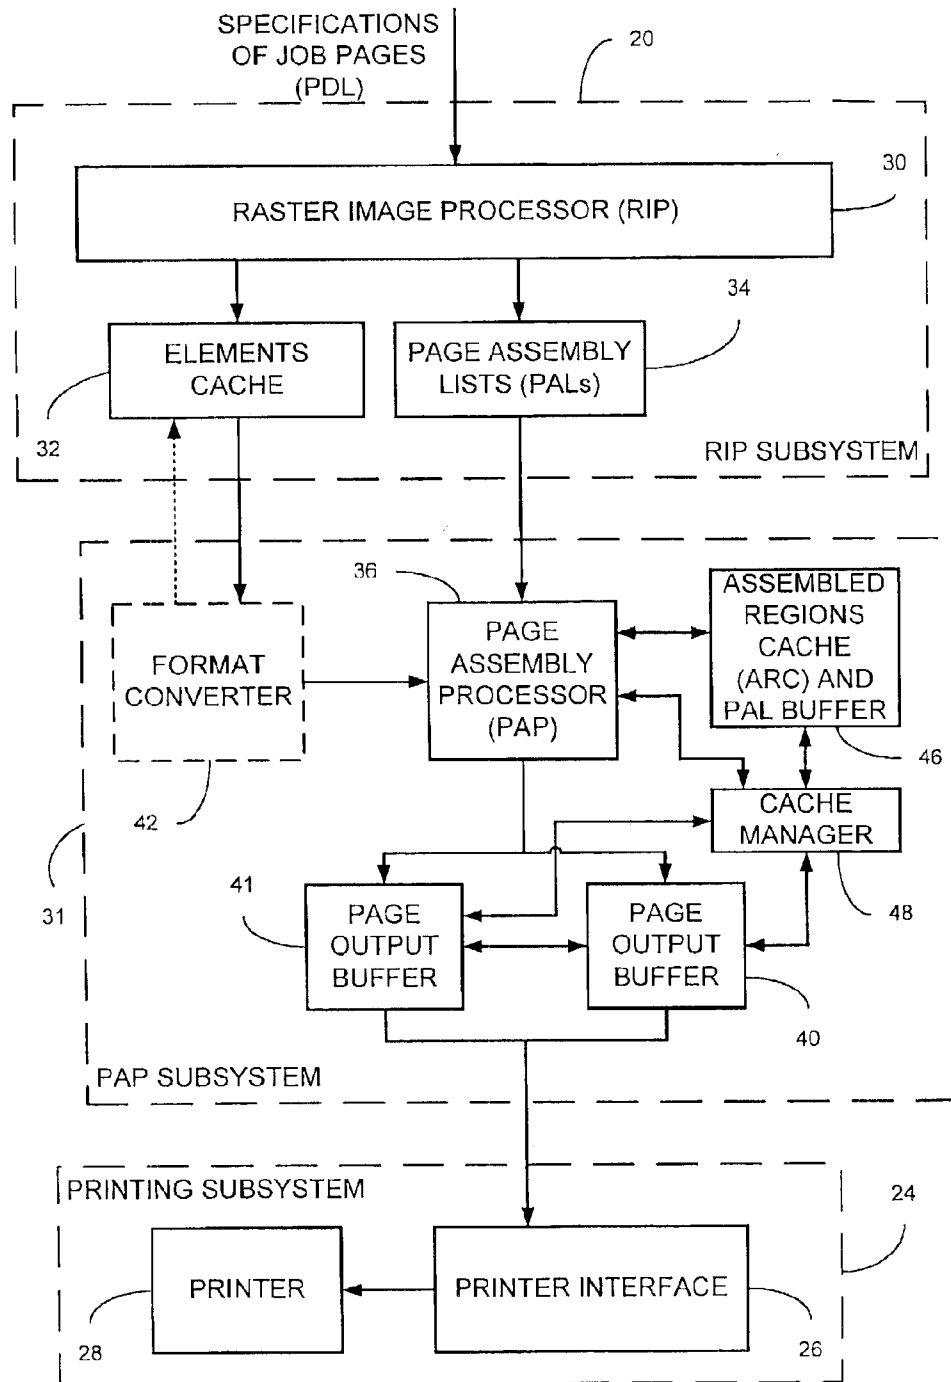 SPECIFICATIONS
OF JOB PAGES
(PDL)
20
30
RASTER IMAGE PROCESSOR (RIP)
34
ELEMENTS
CACHE
PAGE ASSEMBLY
LISTS (PALs)
32
RIP SUBSYSTEM
36
FORMAT
CONVERTER
PAGE
ASSEMBLY
PROCESSOR
(PAP)
ASSEMBLED
REGIONS
CACHE
(ARC) AND
PAL BUFFER
46
42
CACHE
MANAGER
31
41
48
PAGE
OUTPUT
BUFFER
PAGE
OUTPUT
BUFFER
40
PAP SUBSYSTEM
PRINTING SUBSYSTEM
24
PRINTER
PRINTER INTERFACE
28
26